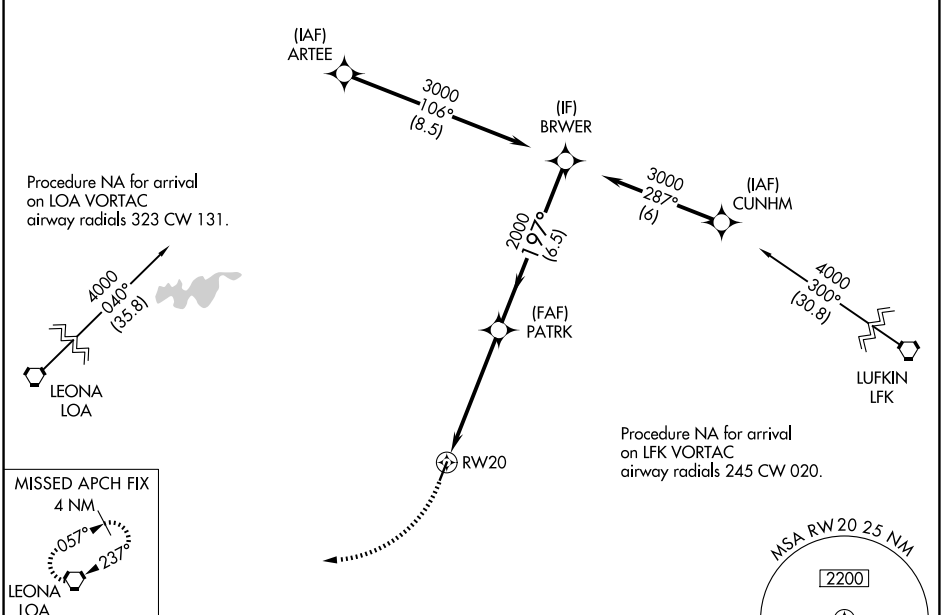 (IAF)
ARTEE
3000
106°
(8.5)
(IF)
BRWER
3000
287°
(6)
(IAF)
CUNHM
Procedure NA for arrival
on LOA VORTAC
airway radials 323 CW 131.
4000
040°
(35.8)
LEONA
LOA
2000
197°
(6.5)
(FAF)
PATRK
4000
300°
(30.8)
LUFKIN
LFK
RW20
Procedure NA for arrival
on LFK VORTAC
airway radials 245 CW 020.
MISSED APCH FIX
4 NM
057°
237°
LEONA
LOA
MSA RW20 25 NM
2200